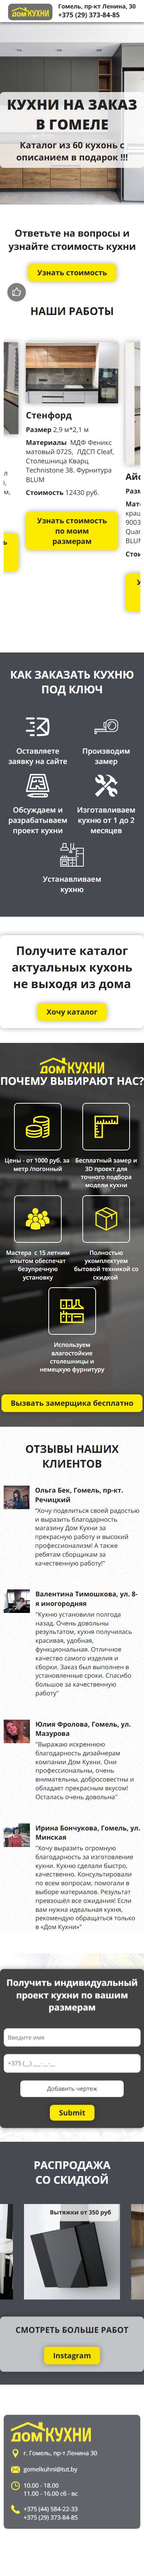 ДОМ КУХНИ
Гомель, пр-кт Ленина, 30
+375 (29) 373-84-85
КУХНИ НА ЗАКАЗ
В ГОМЕЛЕ
Каталог из 60 кухонь с
описанием в подарок !!!
Ответьте на вопросы и
узнайте стоимость кухни
Узнать стоимость
НАШИ РАБОТЫ
Стенфорд
Размер 2,9 м*2,1 м
Материалы МДФ Феникс
матовый 0725, ЛДСП Cleaf,
Столешница Кварц
Technistone 38. Фурнитура
BLUM
Стоимость 12430 руб.
Узнать стоимость
по моим
размерам
КАК ЗАКАЗАТЬ КУХНЮ
ПОД КЛЮЧ
Оставляете
заявку на сайте
Производим
замер
Обсуждаем и
разрабатываем
проект кухни
Изготавливаем
кухню от 1 до 2
месяцев
Устанавливаем
кухню
Получите каталог
актуальных кухонь
не выходя из дома
Хочу каталог
ДОМ КУХНИ
ПОЧЕМУ ВЫБИРАЮТ НАС?
Цены - от 1000 руб. за
метр /погонный
Бесплатный замер и
3D проект для
точного подбора
модели кухни
Мастера с 15 летним
опытом обеспечат
безупречную
установку
Полностью
укомплектуем
бытовой техникой со
скидкой
Используем
влагостойкие
столешницы и
немецкую фурнитуру
Вызвать замерщика бесплатно
ОТЗЫВЫ НАШИХ
КЛИЕНТОВ
Ольга Бек, Гомель, пр-кт.
Речицкий
"Хочу поделиться своей радостью
и выразить благодарность
магазину Дом Кухни за
прекрасную работу и высокий
профессионализм! А также
ребятам сборщикам за
качественную работу!"
Валентина Тимошкова, ул. 8-
я иногородняя
"Кухню установили полгода
назад. Очень довольны
результатом, кухня получилась
красивая, удобная,
функциональная. Отличное
качество самого изделия и
сборки. Заказ был выполнен в
установленные сроки. Спасибо
большое за качественную
работу"
Юлия Фролова, Гомель, ул.
Мазурова
"Выражаю искреннюю
благодарность дизайнерам
компании Дом Кухни. Они
профессиональны, очень
внимательны, добросовестны и
обладает прекрасным вкусом!
Осталась очень довольна"
Ирина Бончукова, Гомель, ул.
Минская
"Хочу выразить огромную
благодарность за изготовление
кухни. Кухню сделали быстро,
качественно. Консультировали
по всем вопросам, помогали в
выборе материалов. Результат
превзошёл все ожидания! Если
вам нужна идеальная кухня,
рекомендую обращаться только
в «Дом Кухни»"
Получить индивидуальный
проект кухни по вашим
размерам
Введите имя
+375 (__) ___-__-__
Добавить чертеж
Submit
РАСПРОДАЖА
СО СКИДКОЙ
Вытяжки от 350 руб
СМОТРЕТЬ БОЛЬШЕ РАБОТ
Instagram
ДОМ КУХНИ
г. Гомель, пр-т Ленина 30
gomelkuhni@tut.by
10.00 - 18.00
11.00 - 16.00 сб - вс
+375 (44) 584-22-33
+375 (29) 373-84-85